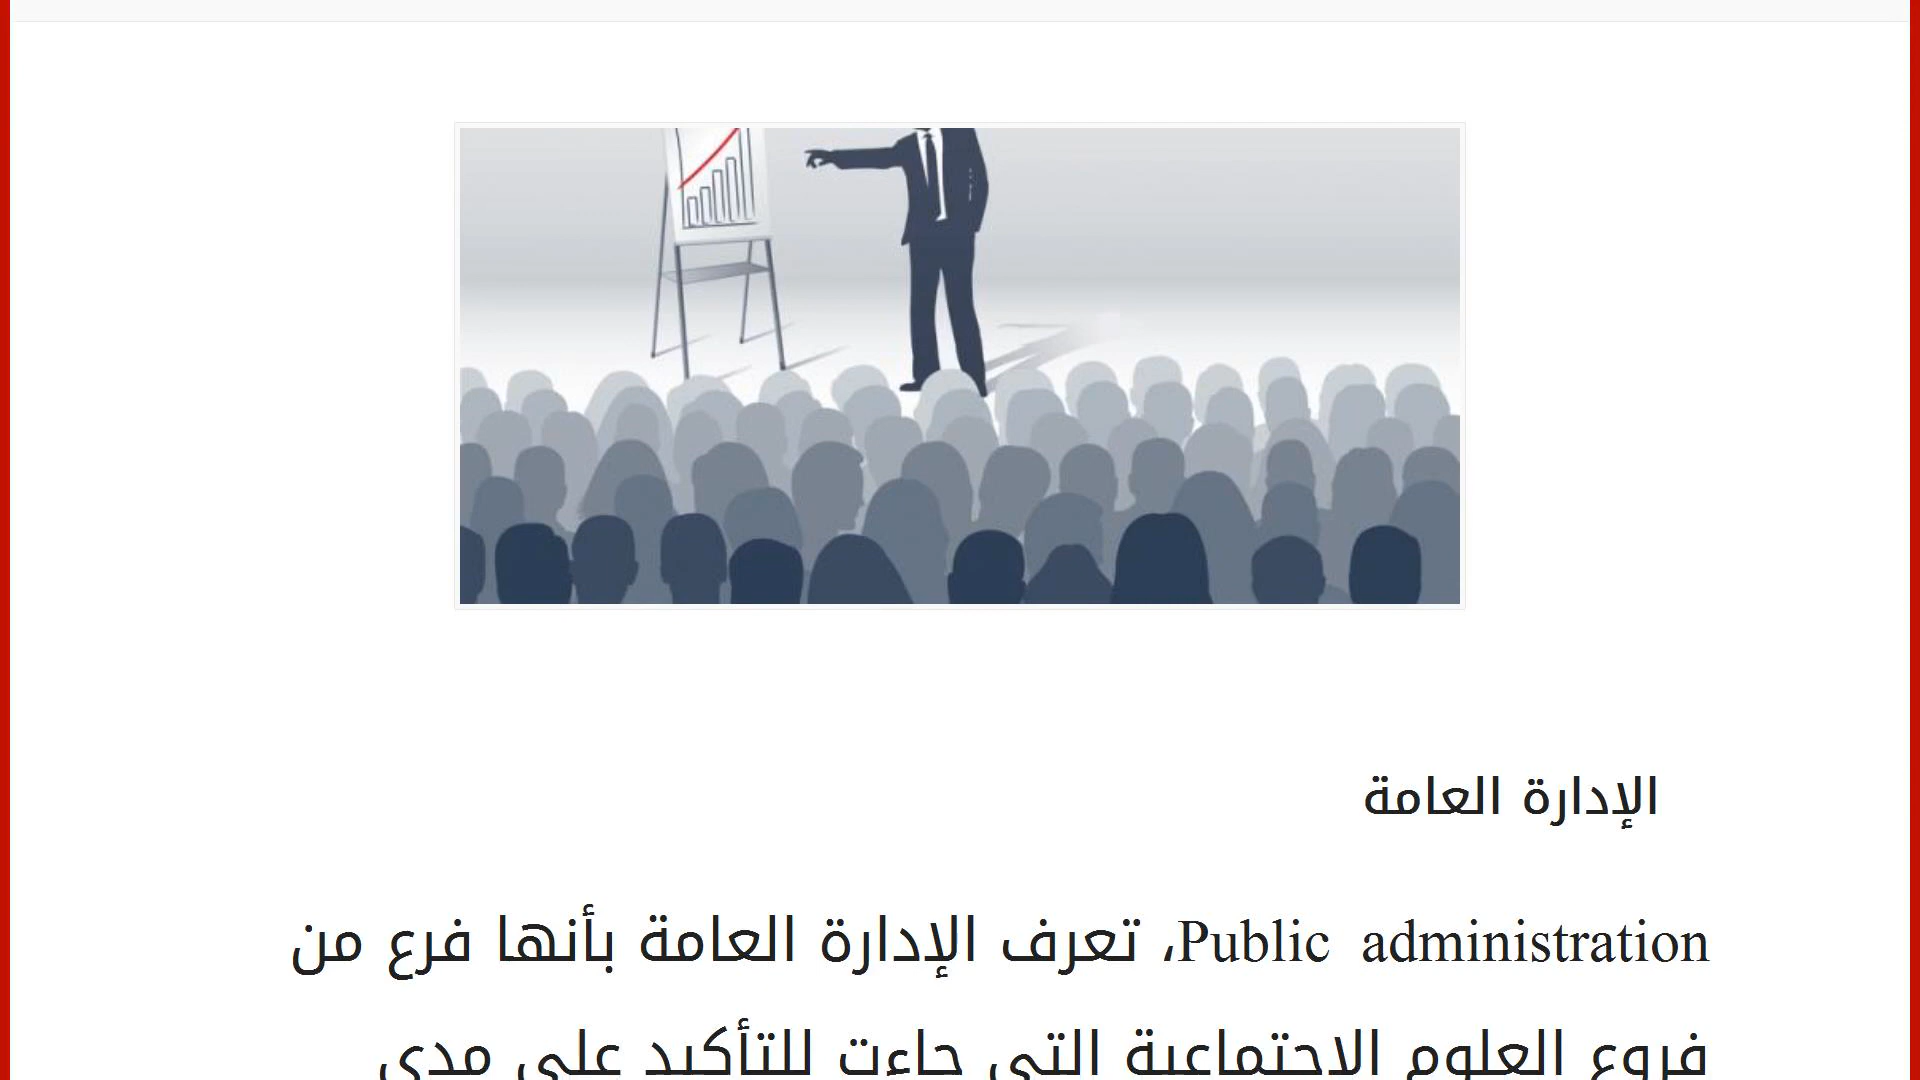 الإدارة العامة
Public administration، تعرف الإدارة العامة بأنها فرع من
فروع العلوم الاجتماعية التي جاءت للتأكيد على مدى